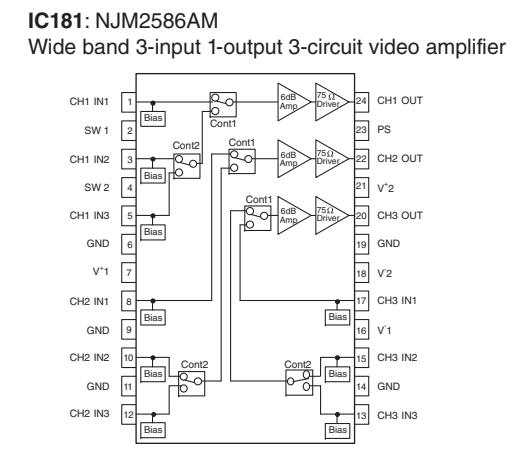 IC181: NJM2586AM
Wide band 3-input 1-output 3-circuit video amplifier
CH1 IN1 1 Bias Cont1 6dB Amp 75Ω Driver 24 CH1 OUT
SW 1 2 23 PS
CH1 IN2 3 Bias Cont2 Cont1 6dB Amp 75Ω Driver 22 CH2 OUT
SW 2 4 21 V+2
CH1 IN3 5 Bias Cont1 6dB Amp 75Ω Driver 20 CH3 OUT
GND 6 19 GND
V+1 7 18 V-2
CH2 IN1 8 Bias Bias 17 CH3 IN1
GND 9 16 V-1
CH2 IN2 10 Bias Cont2 Cont2 Bias 15 CH3 IN2
GND 11 14 GND
CH2 IN3 12 Bias Bias 13 CH3 IN3